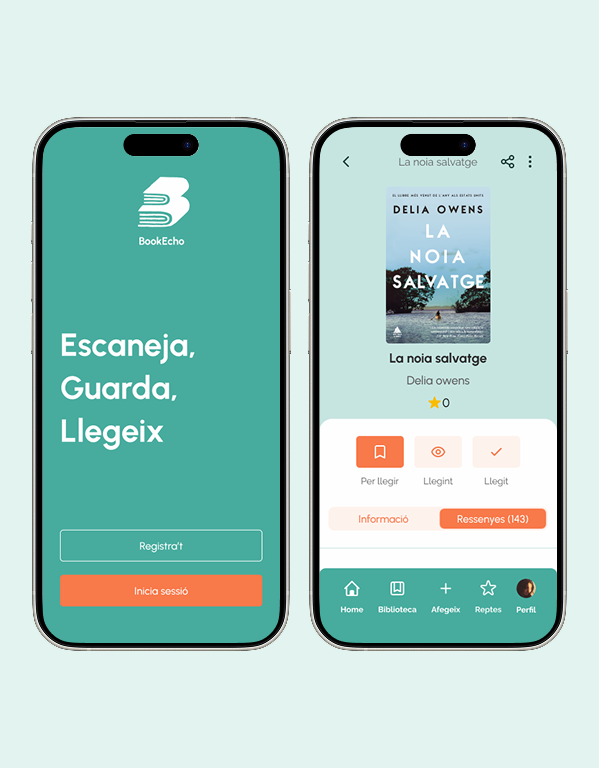 BookEcho
Escaneja,
Guarda,
Llegeix
Registra't
Inicia sessió
La noia salvatge
EL LLIBRE MÉS VENUT DE L'ANY ALS ESTATS UNITS
DELIA OWENS
LA
NOIA
SALVATGE
La noia salvatge
Delia owens
0
Per llegir
Llegint
Llegit
Informació
Ressenyes (143)
Home
Biblioteca
Afegeix
Reptes
Perfil